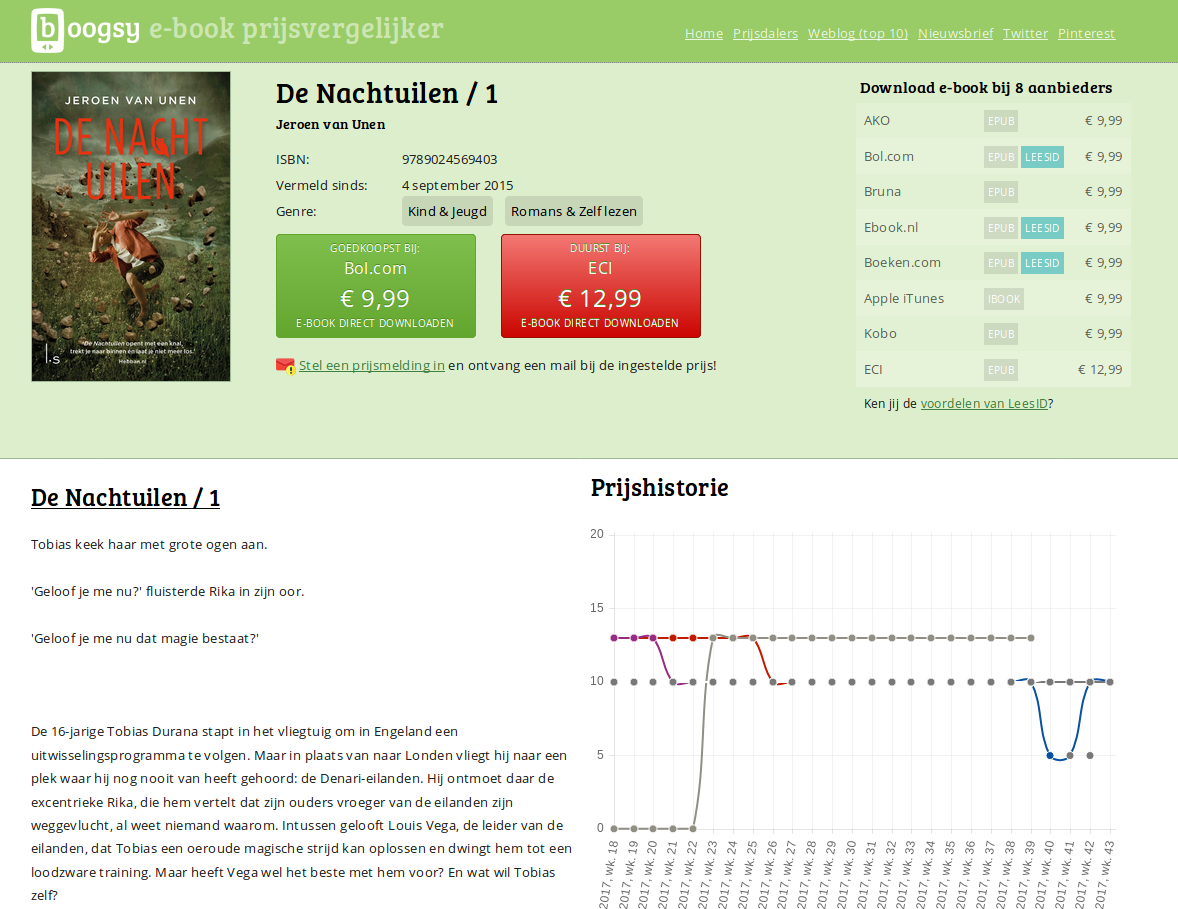 boogsy e-book prijsvergelijker
Home Prijsdalers Weblog (top 10) Nieuwsbrief Twitter Pinterest
JEROEN VAN UNEN
DE NACHT
UILEN
'De Nachtuilen opent met een knal,
trekt je naar binnen en laat je niet meer los.'
Hebban.nl
L.S
De Nachtuilen / 1
Jeroen van Unen
ISBN: 9789024569403
Vermeld sinds: 4 september 2015
Genre: Kind & Jeugd Romans & Zelf lezen
GOEDKOOPST BIJ:
Bol.com
€ 9,99
E-BOOK DIRECT DOWNLOADEN
DUURST BIJ:
ECI
€ 12,99
E-BOOK DIRECT DOWNLOADEN
Stel een prijsmelding in en ontvang een mail bij de ingestelde prijs!
Download e-book bij 8 aanbieders
AKO EPUB € 9,99
Bol.com EPUB LEESID € 9,99
Bruna EPUB € 9,99
Ebook.nl EPUB LEESID € 9,99
Boeken.com EPUB LEESID € 9,99
Apple iTunes IBOOK € 9,99
Kobo EPUB € 9,99
ECI EPUB € 12,99
Ken jij de voordelen van LeesID?
De Nachtuilen / 1
Tobias keek haar met grote ogen aan.
'Geloof je me nu?' fluisterde Rika in zijn oor.
'Geloof je me nu dat magie bestaat?'
De 16-jarige Tobias Durana stapt in het vliegtuig om in Engeland een
uitwisselingsprogramma te volgen. Maar in plaats van naar Londen vliegt hij naar een
plek waar hij nog nooit van heeft gehoord: de Denari-eilanden. Hij ontmoet daar de
excentrieke Rika, die hem vertelt dat zijn ouders vroeger van de eilanden zijn
weggevlucht, al weet niemand waarom. Intussen gelooft Louis Vega, de leider van de
eilanden, dat Tobias een oeroude magische strijd kan oplossen en dwingt hem tot een
loodzware training. Maar heeft Vega wel het beste met hem voor? En wat wil Tobias
zelf?
Prijshistorie
20
15
10
5
0
2017, wk. 18
2017, wk. 19
2017, wk. 20
2017, wk. 21
2017, wk. 22
2017, wk. 23
2017, wk. 24
2017, wk. 25
2017, wk. 26
2017, wk. 27
2017, wk. 28
2017, wk. 29
2017, wk. 30
2017, wk. 31
2017, wk. 32
2017, wk. 33
2017, wk. 34
2017, wk. 35
2017, wk. 36
2017, wk. 37
2017, wk. 38
2017, wk. 39
2017, wk. 40
2017, wk. 41
2017, wk. 42
2017, wk. 43